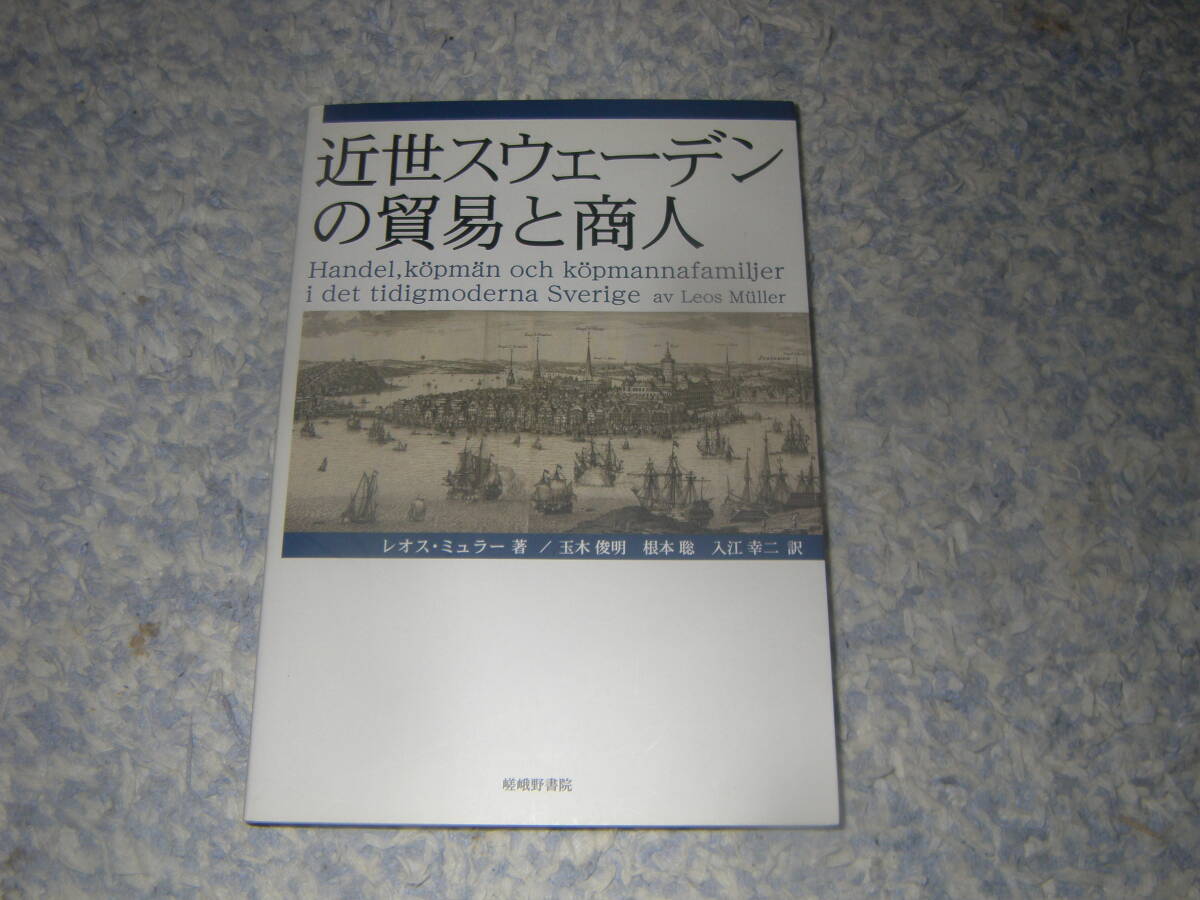 近世スウェーデン
の貿易と商人
Handel,köpmän och köpmannafamiljer
i det tidigmoderna Sverige av Leos Müller
レオス・ミュラー 著 / 玉木 俊明 根本 聡 入江 幸二 訳
嵯峨野書院